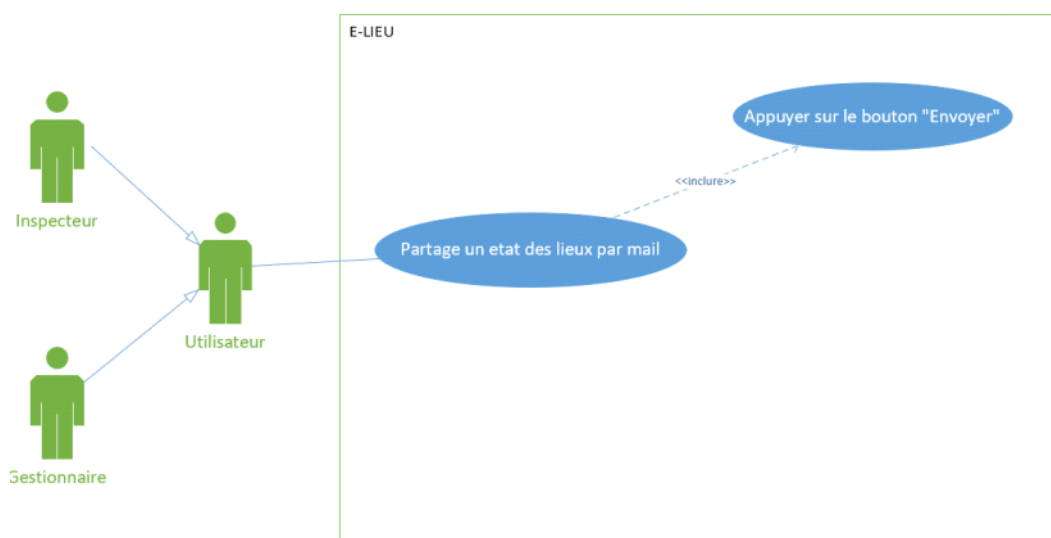 E-LIEU
Appuyer sur le bouton "Envoyer"
<<inclure>>
Inspecteur
Partage un etat des lieux par mail
Utilisateur
Gestionnaire